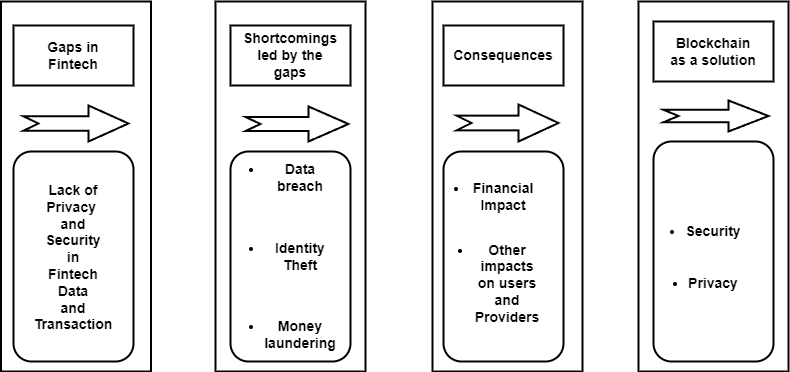 Gaps in
Fintech
Lack of
Privacy
and
Security
in
Fintech
Data
and
Transaction
Shortcomings
led by the
gaps
• Data
breach
• Identity
Theft
• Money
laundering
Consequences
• Financial
Impact
• Other
impacts
on users
and
Providers
Blockchain
as a solution
• Security
• Privacy